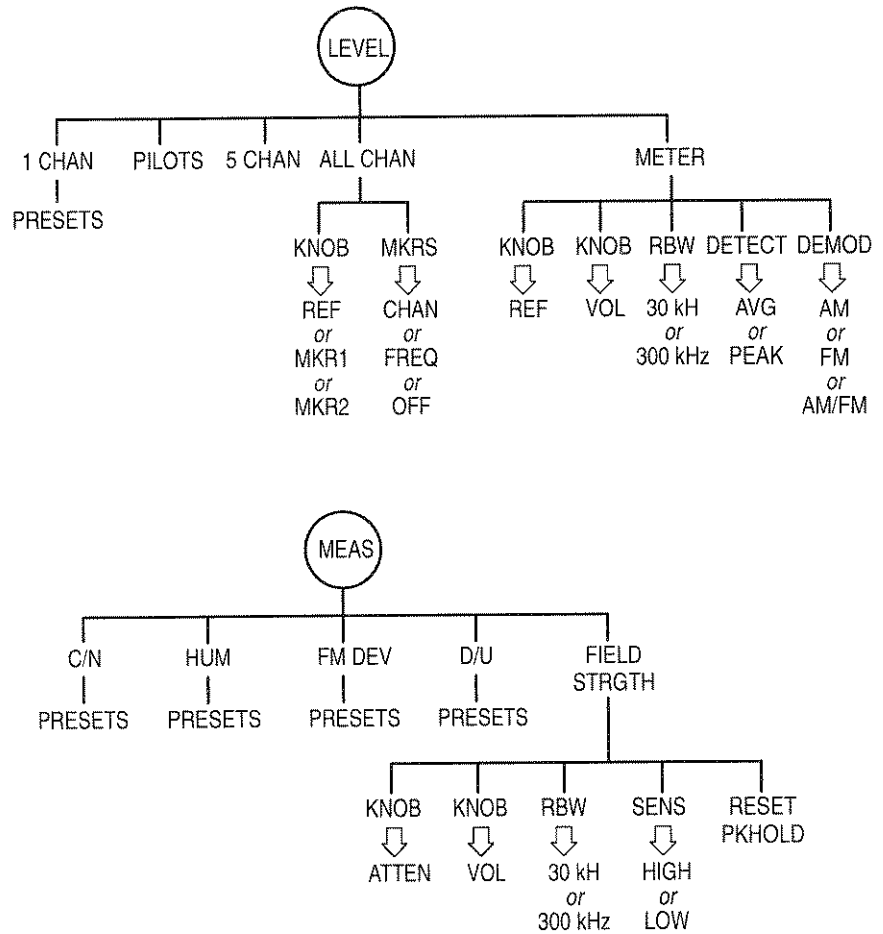 LEVEL
1 CHAN PILOTS 5 CHAN ALL CHAN METER
PRESETS
KNOB MKRS KNOB KNOB RBW DETECT DEMOD
REF CHAN REF VOL 30 kH AVG AM
or or or or or
MKR1 FREQ 300 kHz PEAK FM
or or or
MKR2 OFF AM/FM
MEAS
C/N HUM FM DEV D/U FIELD
STRGTH
PRESETS PRESETS PRESETS PRESETS
KNOB KNOB RBW SENS RESET
PKHOLD
ATTEN VOL 30 kH HIGH
or or
300 kHz LOW